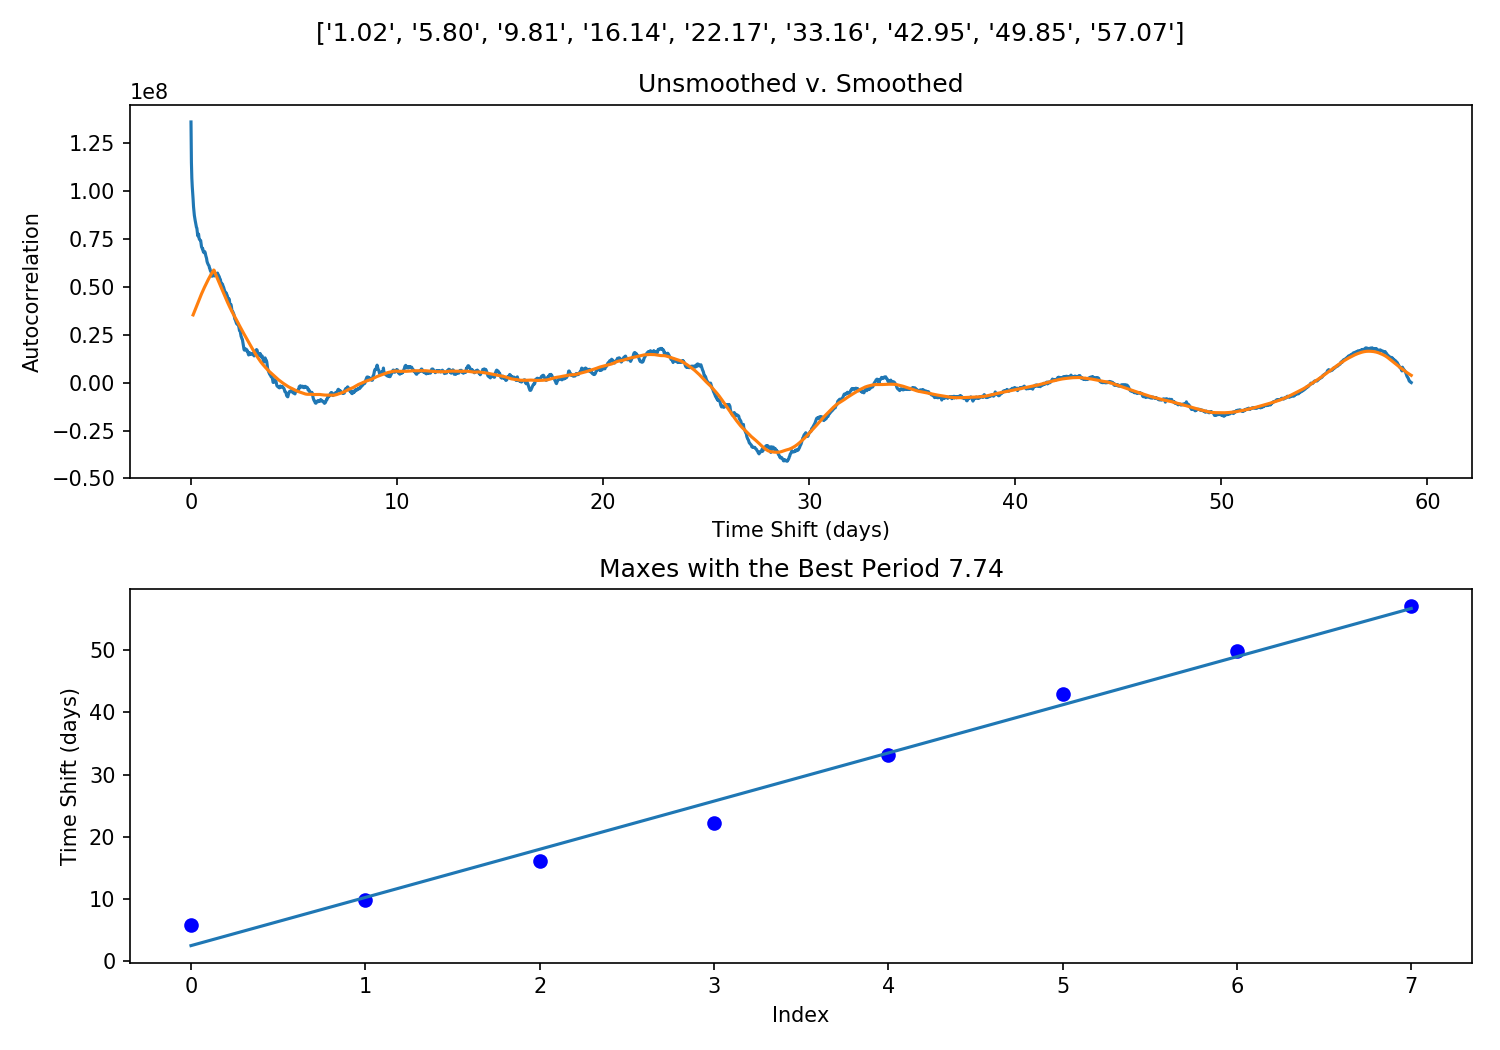 ['1.02', '5.80', '9.81', '16.14', '22.17', '33.16', '42.95', '49.85', '57.07']
Unsmoothed v. Smoothed
1e8
1.25
1.00
0.75
0.50
0.25
0.00
−0.25
−0.50
Autocorrelation
0 10 20 30 40 50 60
Time Shift (days)
Maxes with the Best Period 7.74
50
40
30
20
10
0
Time Shift (days)
0 1 2 3 4 5 6 7
Index